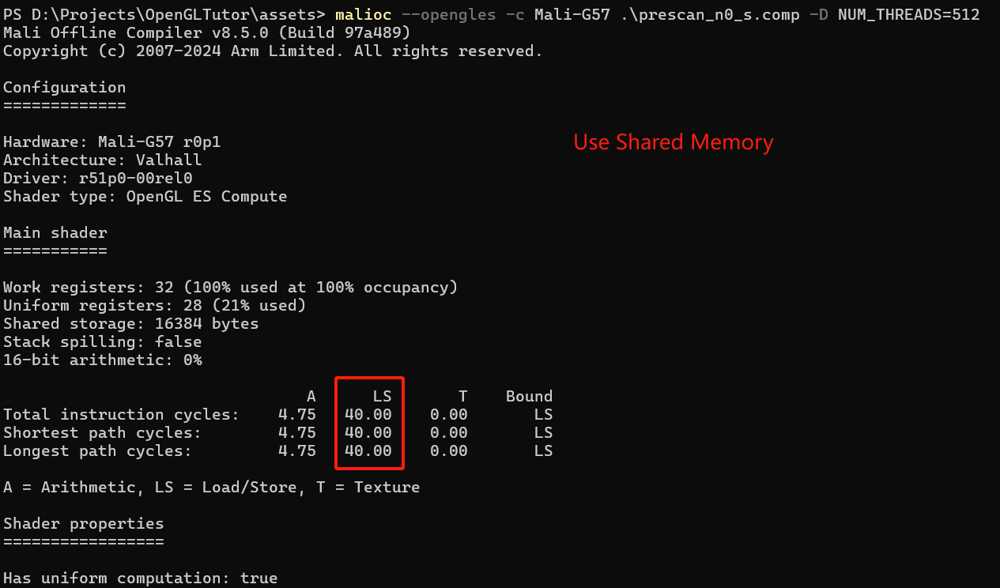 PS D:\Projects\OpenGLTutor\assets> malioc --opengles -c Mali-G57 .\prescan_n0_s.comp -D NUM_THREADS=512
Mali Offline Compiler v8.5.0 (Build 97a489)
Copyright (c) 2007-2024 Arm Limited. All rights reserved.
Configuration
=============
Hardware: Mali-G57 r0p1
Use Shared Memory
Architecture: Valhall
Driver: r51p0-00rel0
Shader type: OpenGL ES Compute
Main shader
===========
Work registers: 32 (100% used at 100% occupancy)
Uniform registers: 28 (21% used)
Shared storage: 16384 bytes
Stack spilling: false
16-bit arithmetic: 0%
A LS T Bound
Total instruction cycles: 4.75 40.00 0.00 LS
Shortest path cycles: 4.75 40.00 0.00 LS
Longest path cycles: 4.75 40.00 0.00 LS
A = Arithmetic, LS = Load/Store, T = Texture
Shader properties
=================
Has uniform computation: true